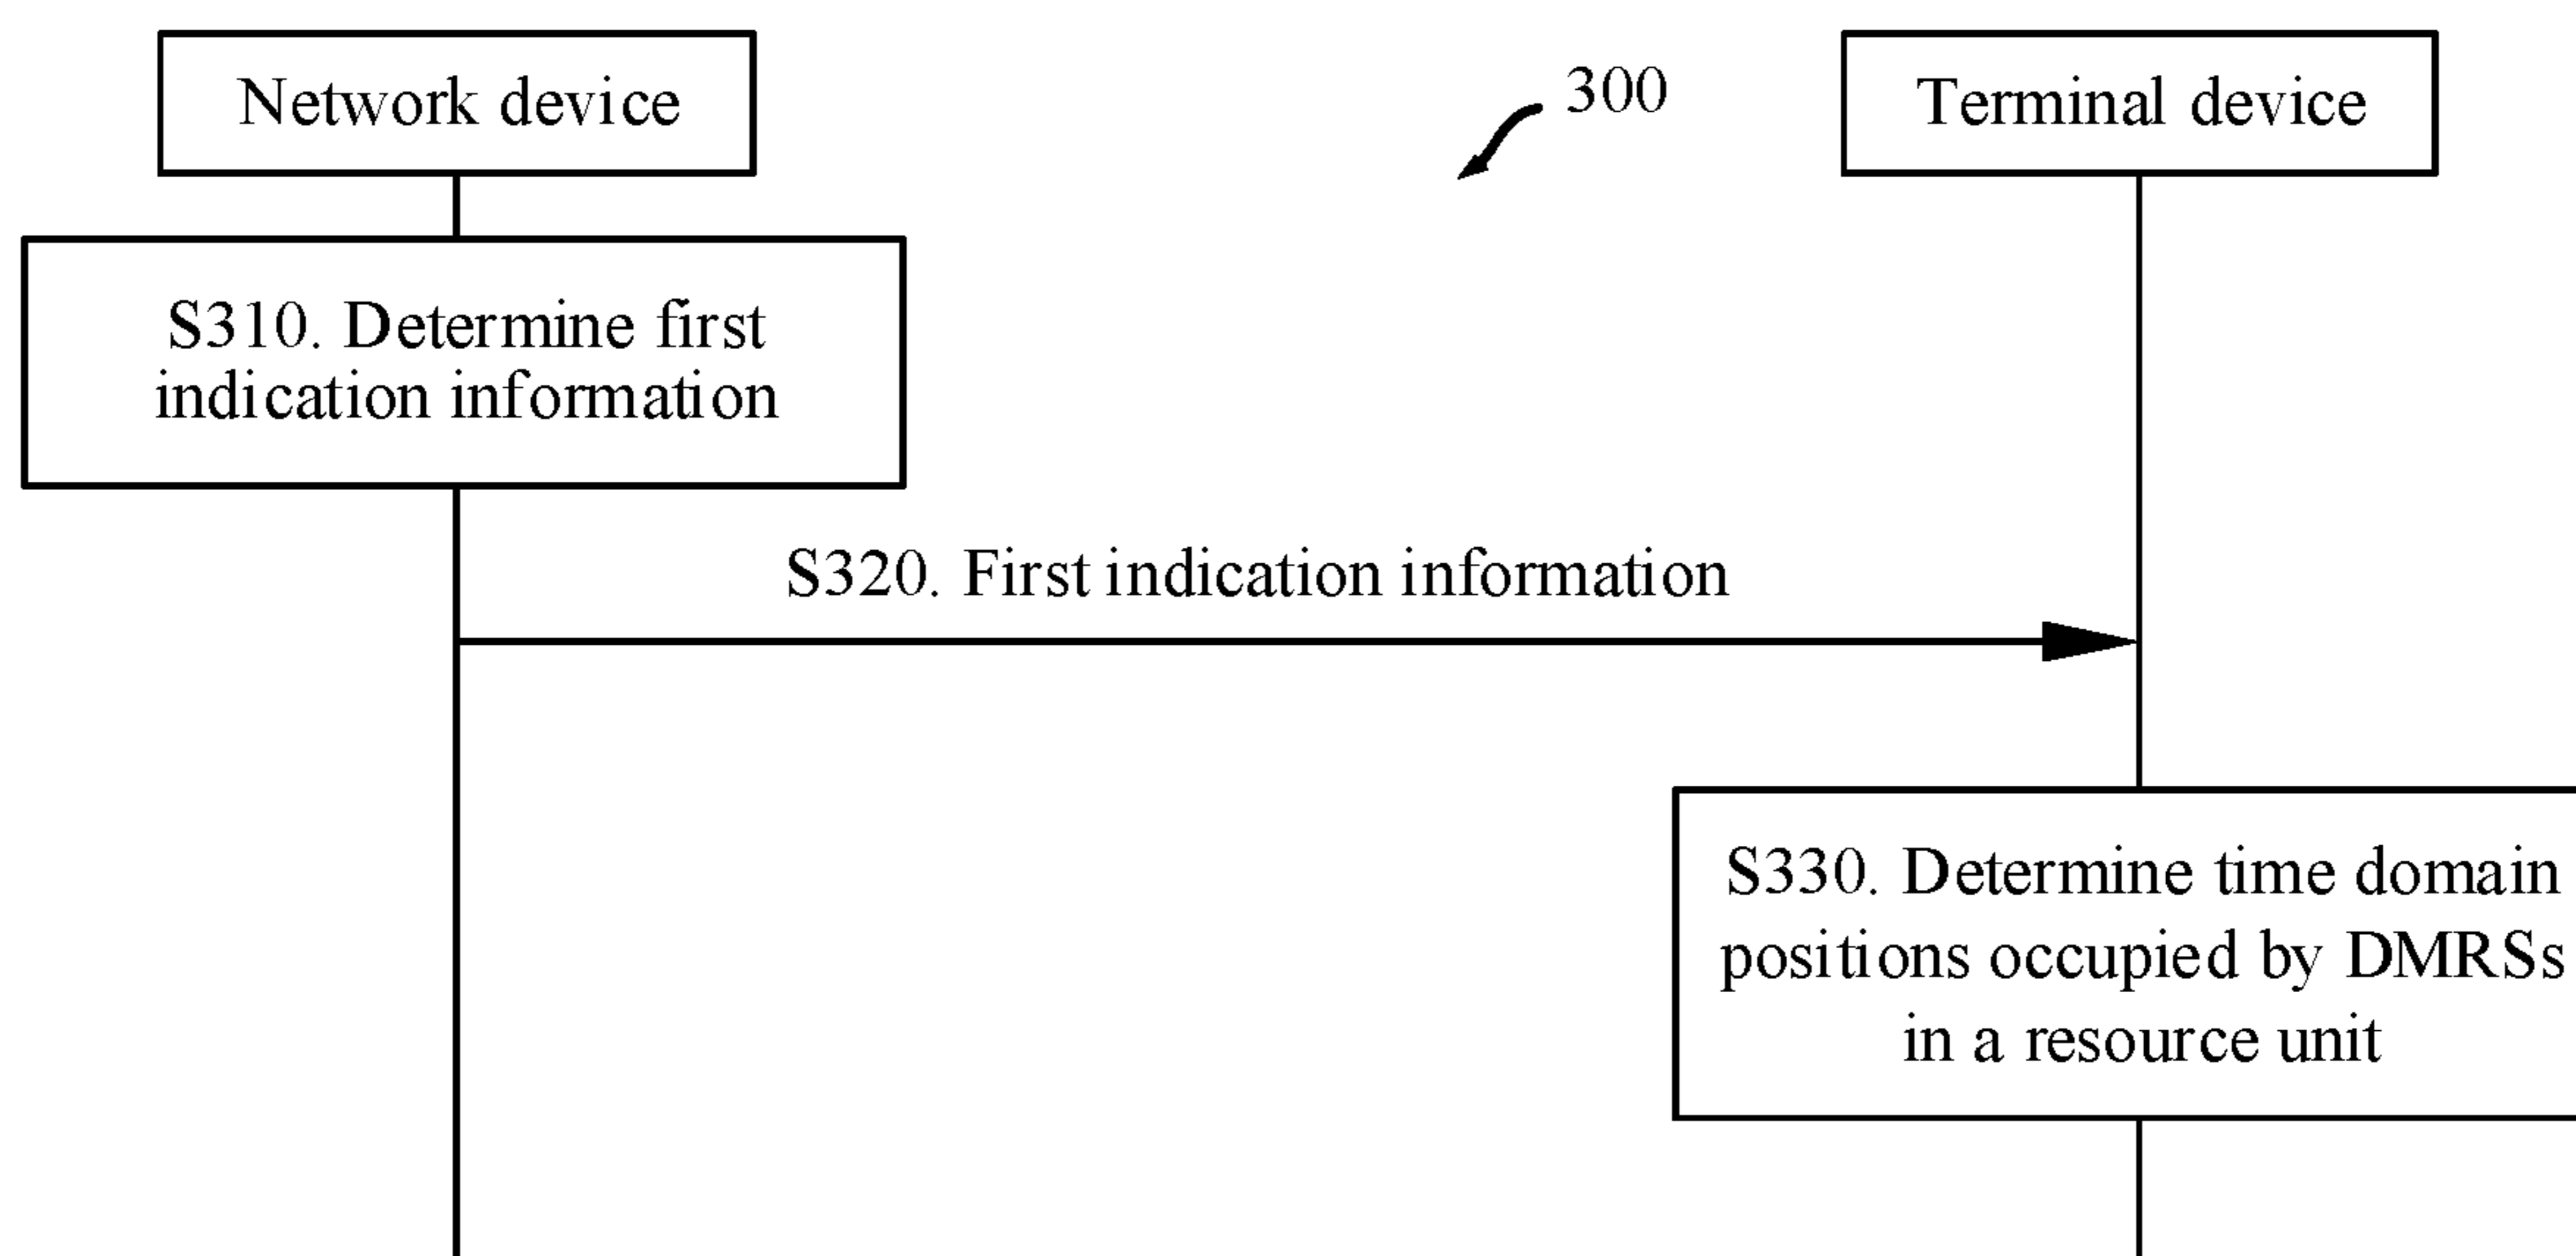 Network device
300
Terminal device
S310. Determine first
indication information
S320. First indication information
S330. Determine time domain
positions occupied by DMRSs
in a resource unit